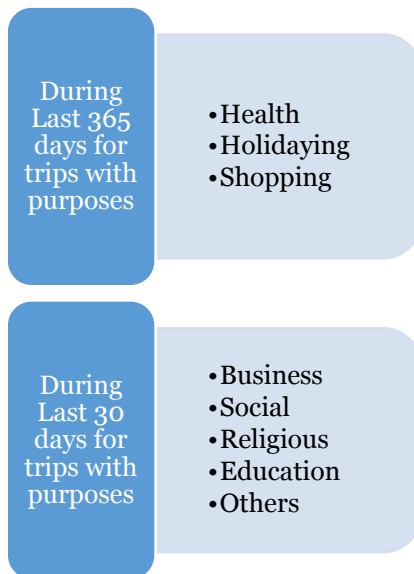 During
Last 365
days for
trips with
purposes
•Health
•Holidaying
•Shopping
During
Last 30
days for
trips with
purposes
•Business
•Social
•Religious
•Education
•Others